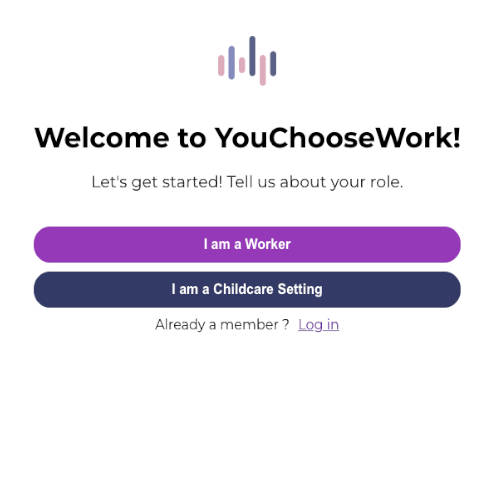 Welcome to YouChooseWork!
Let's get started! Tell us about your role.
I am a Worker
I am a Childcare Setting
Already a member ? Log in